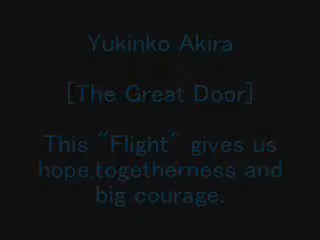 Yukinko Akira
[The Great Door]
This "Flight" gives us
hope,togetherness and
big courage.